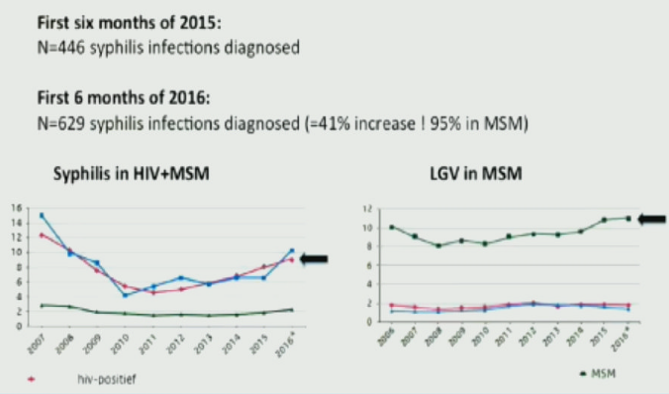 First six months of 2015:
N=446 syphilis infections diagnosed
First 6 months of 2016:
N=629 syphilis infections diagnosed (=41% increase ! 95% in MSM)
Syphilis in HIV+MSM
16
14
12
10
8
6
4
2
0
2007 2008 2009 2010 2011 2012 2013 2014 2015 2016*
hiv-positief
LGV in MSM
12
10
8
6
4
2
0
2006 2007 2008 2009 2010 2011 2012 2013 2014 2015 2016*
MSM